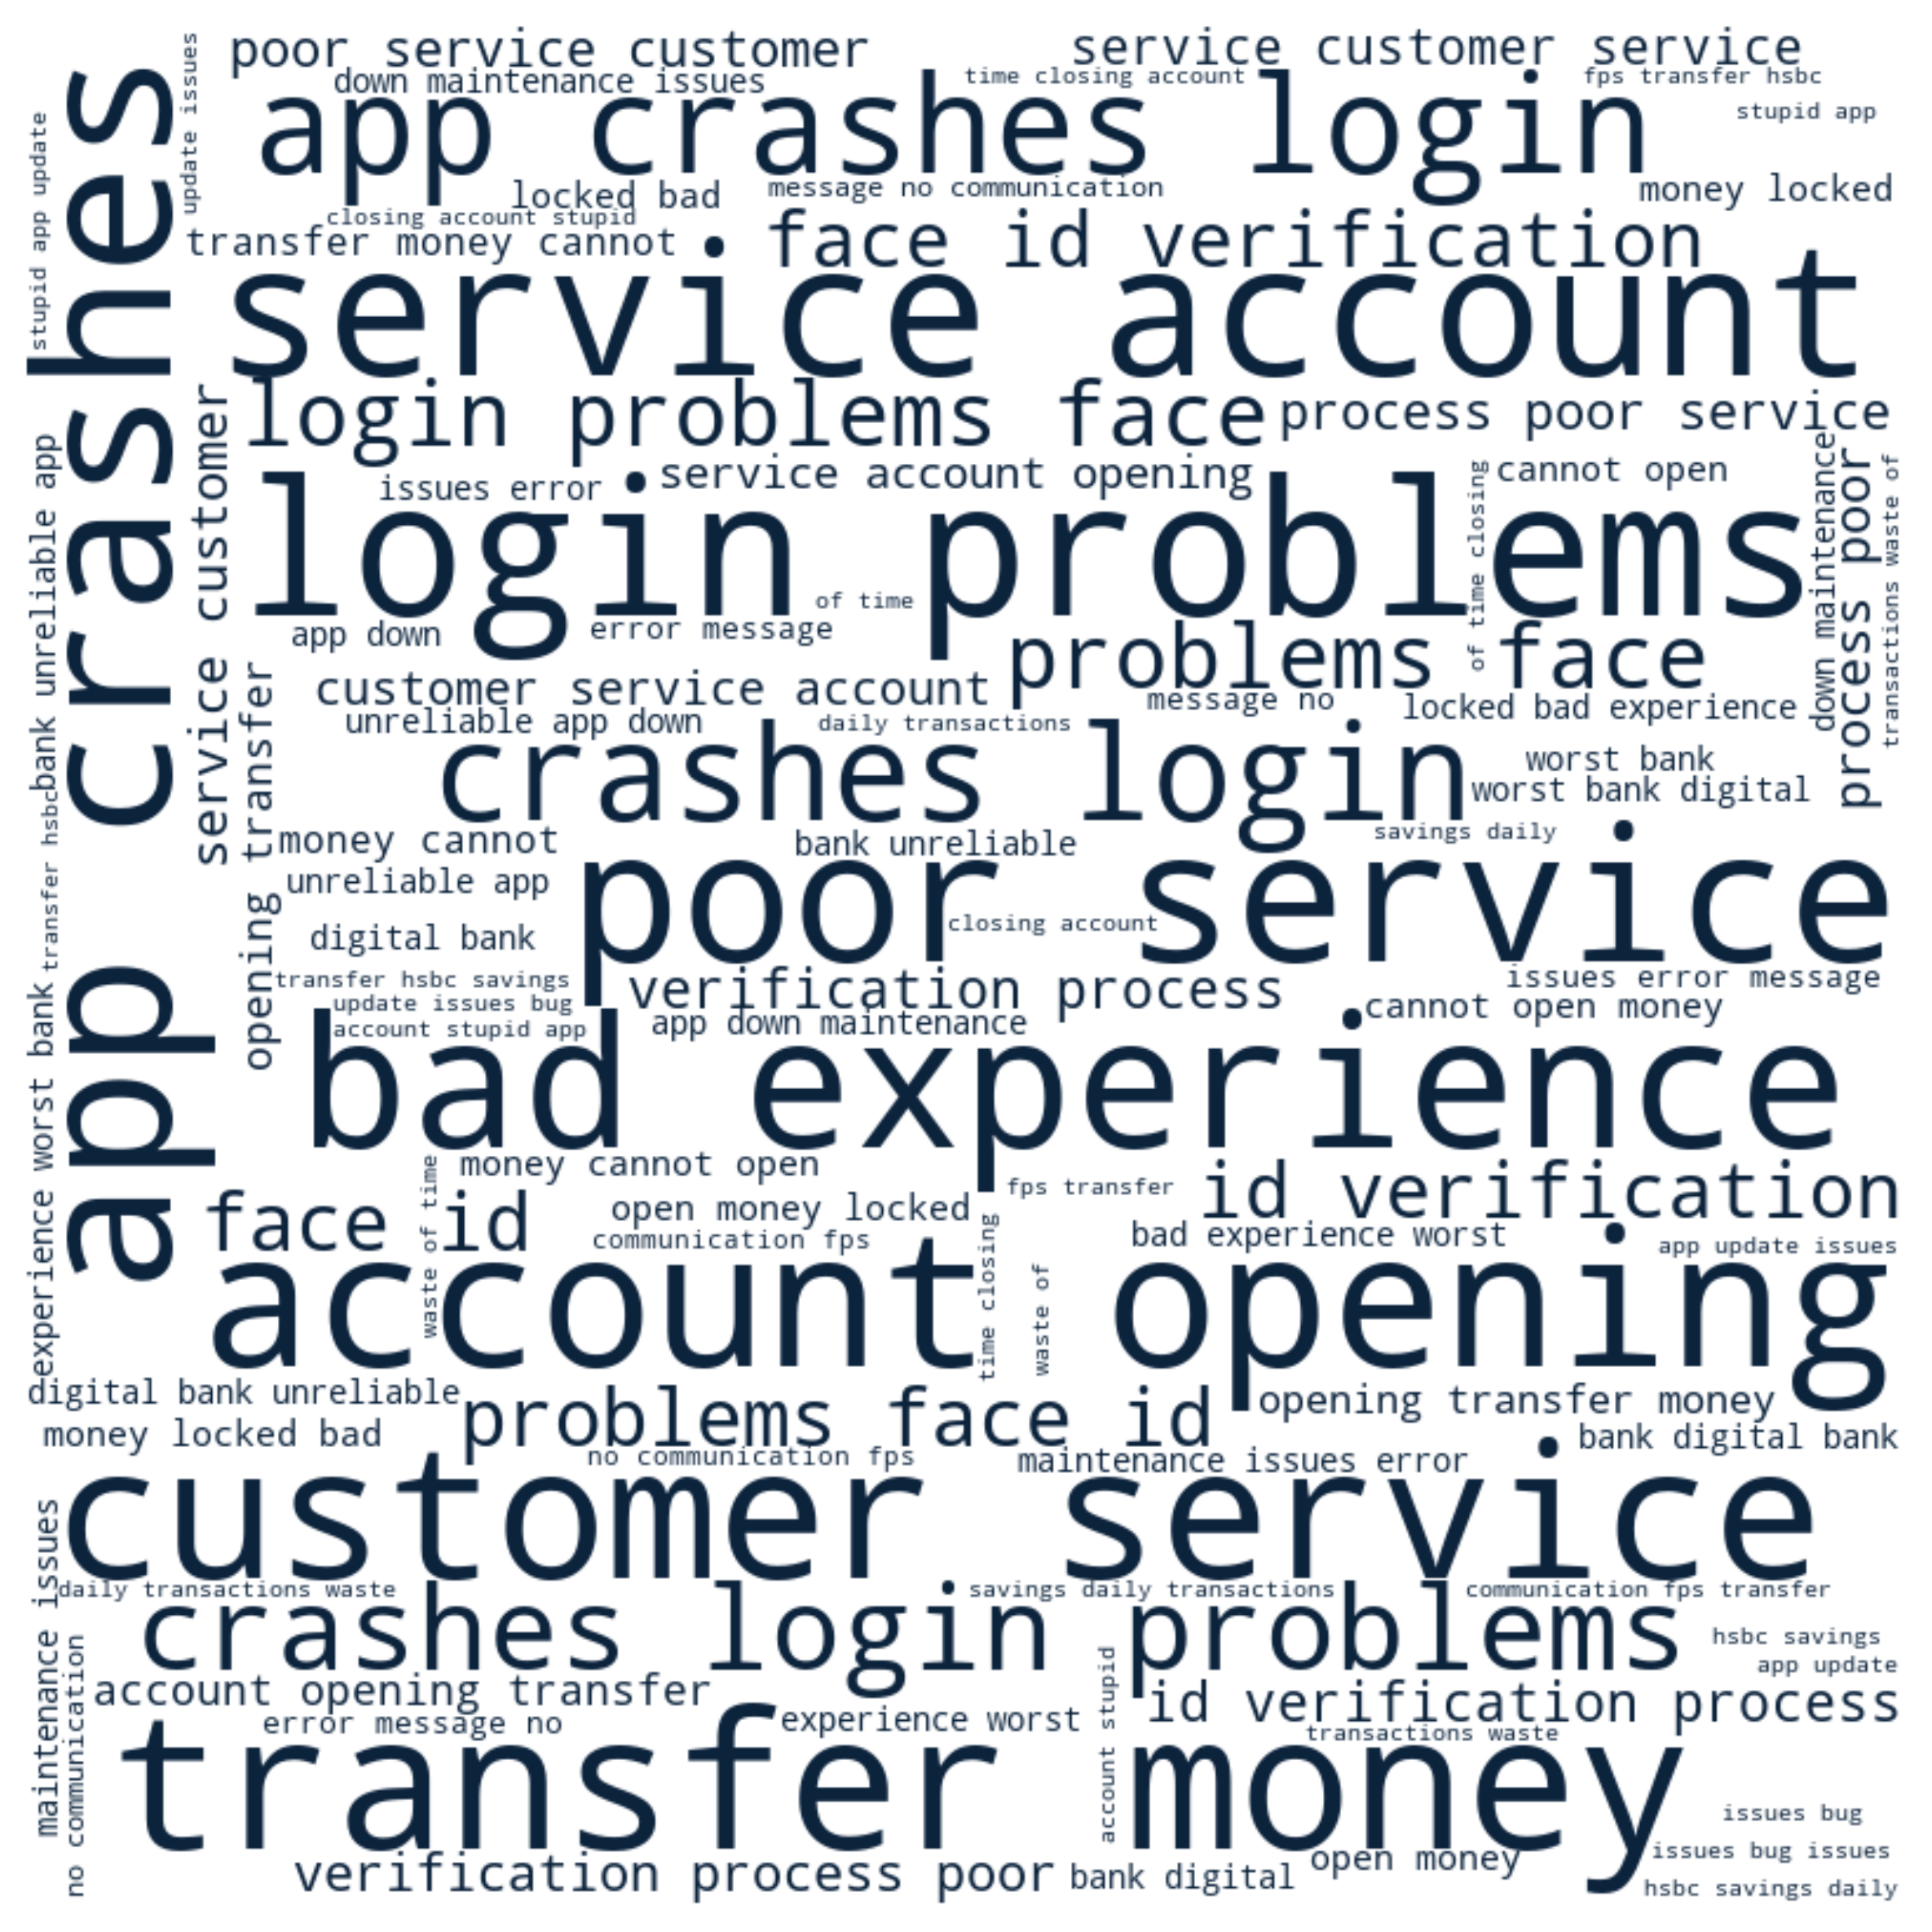 poor service customer
service customer service
down maintenance issues
time closing account
fps transfer hsbc
app crashes login
stupid app
update issues
stupid app update
app crashes
locked bad
message no communication
money locked
closing account stupid
transfer money cannot
face id verification
service account
login problems face
process poor service
service customer
issues error
service account opening
cannot open
login problems
of time closing
down maintenance
process poor
transactions waste of
bank unreliable app
of time
app down
error message
problems face
customer service account
message no
locked bad experience
unreliable app down
daily transactions
crashes login
worst bank
worst bank digital
opening transfer
money cannot
bank unreliable
savings daily
unreliable app
poor service
closing account
digital bank
transfer hsbc
transfer hsbc savings
verification process
issues error message
update issues bug
cannot open money
account stupid app
app down maintenance
bad experience
experience worst bank
money cannot open
waste of time
fps transfer
id verification
face id
open money locked
communication fps
bad experience worst
app update issues
account opening
time closing
waste of
digital bank unreliable
problems face id
opening transfer money
money locked bad
bank digital bank
no communication fps
maintenance issues error
customer service
maintenance issues
daily transactions waste
savings daily transactions
communication fps transfer
crashes login problems
hsbc savings
app update
no communication
account opening transfer
account stupid
id verification process
error message no
experience worst
transactions waste
transfer money
issues bug
issues bug issues
verification process poor
bank digital
open money
hsbc savings daily